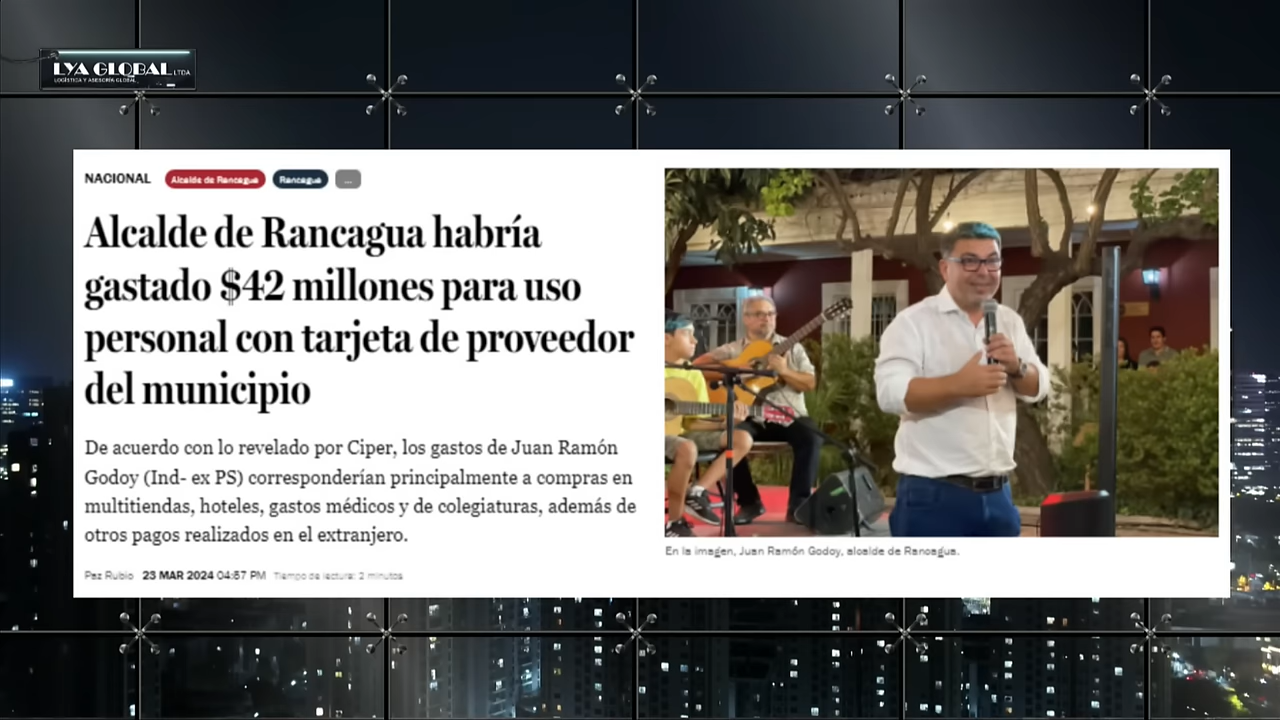 LYA GLOBAL LTDA
LOGÍSTICA Y ASESORÍA GLOBAL
NACIONAL Alcalde de Rancagua Rancagua ...
Alcalde de Rancagua habría
gastado $42 millones para uso
personal con tarjeta de proveedor
del municipio
De acuerdo con lo revelado por Ciper, los gastos de Juan Ramón
Godoy (Ind- ex PS) corresponderían principalmente a compras en
multitiendas, hoteles, gastos médicos y de colegiaturas, además de
otros pagos realizados en el extranjero.
Paz Rubio 23 MAR 2024 04:57 PM Tiempo de lectura: 2 minutos
En la imagen, Juan Ramón Godoy, alcalde de Rancagua.